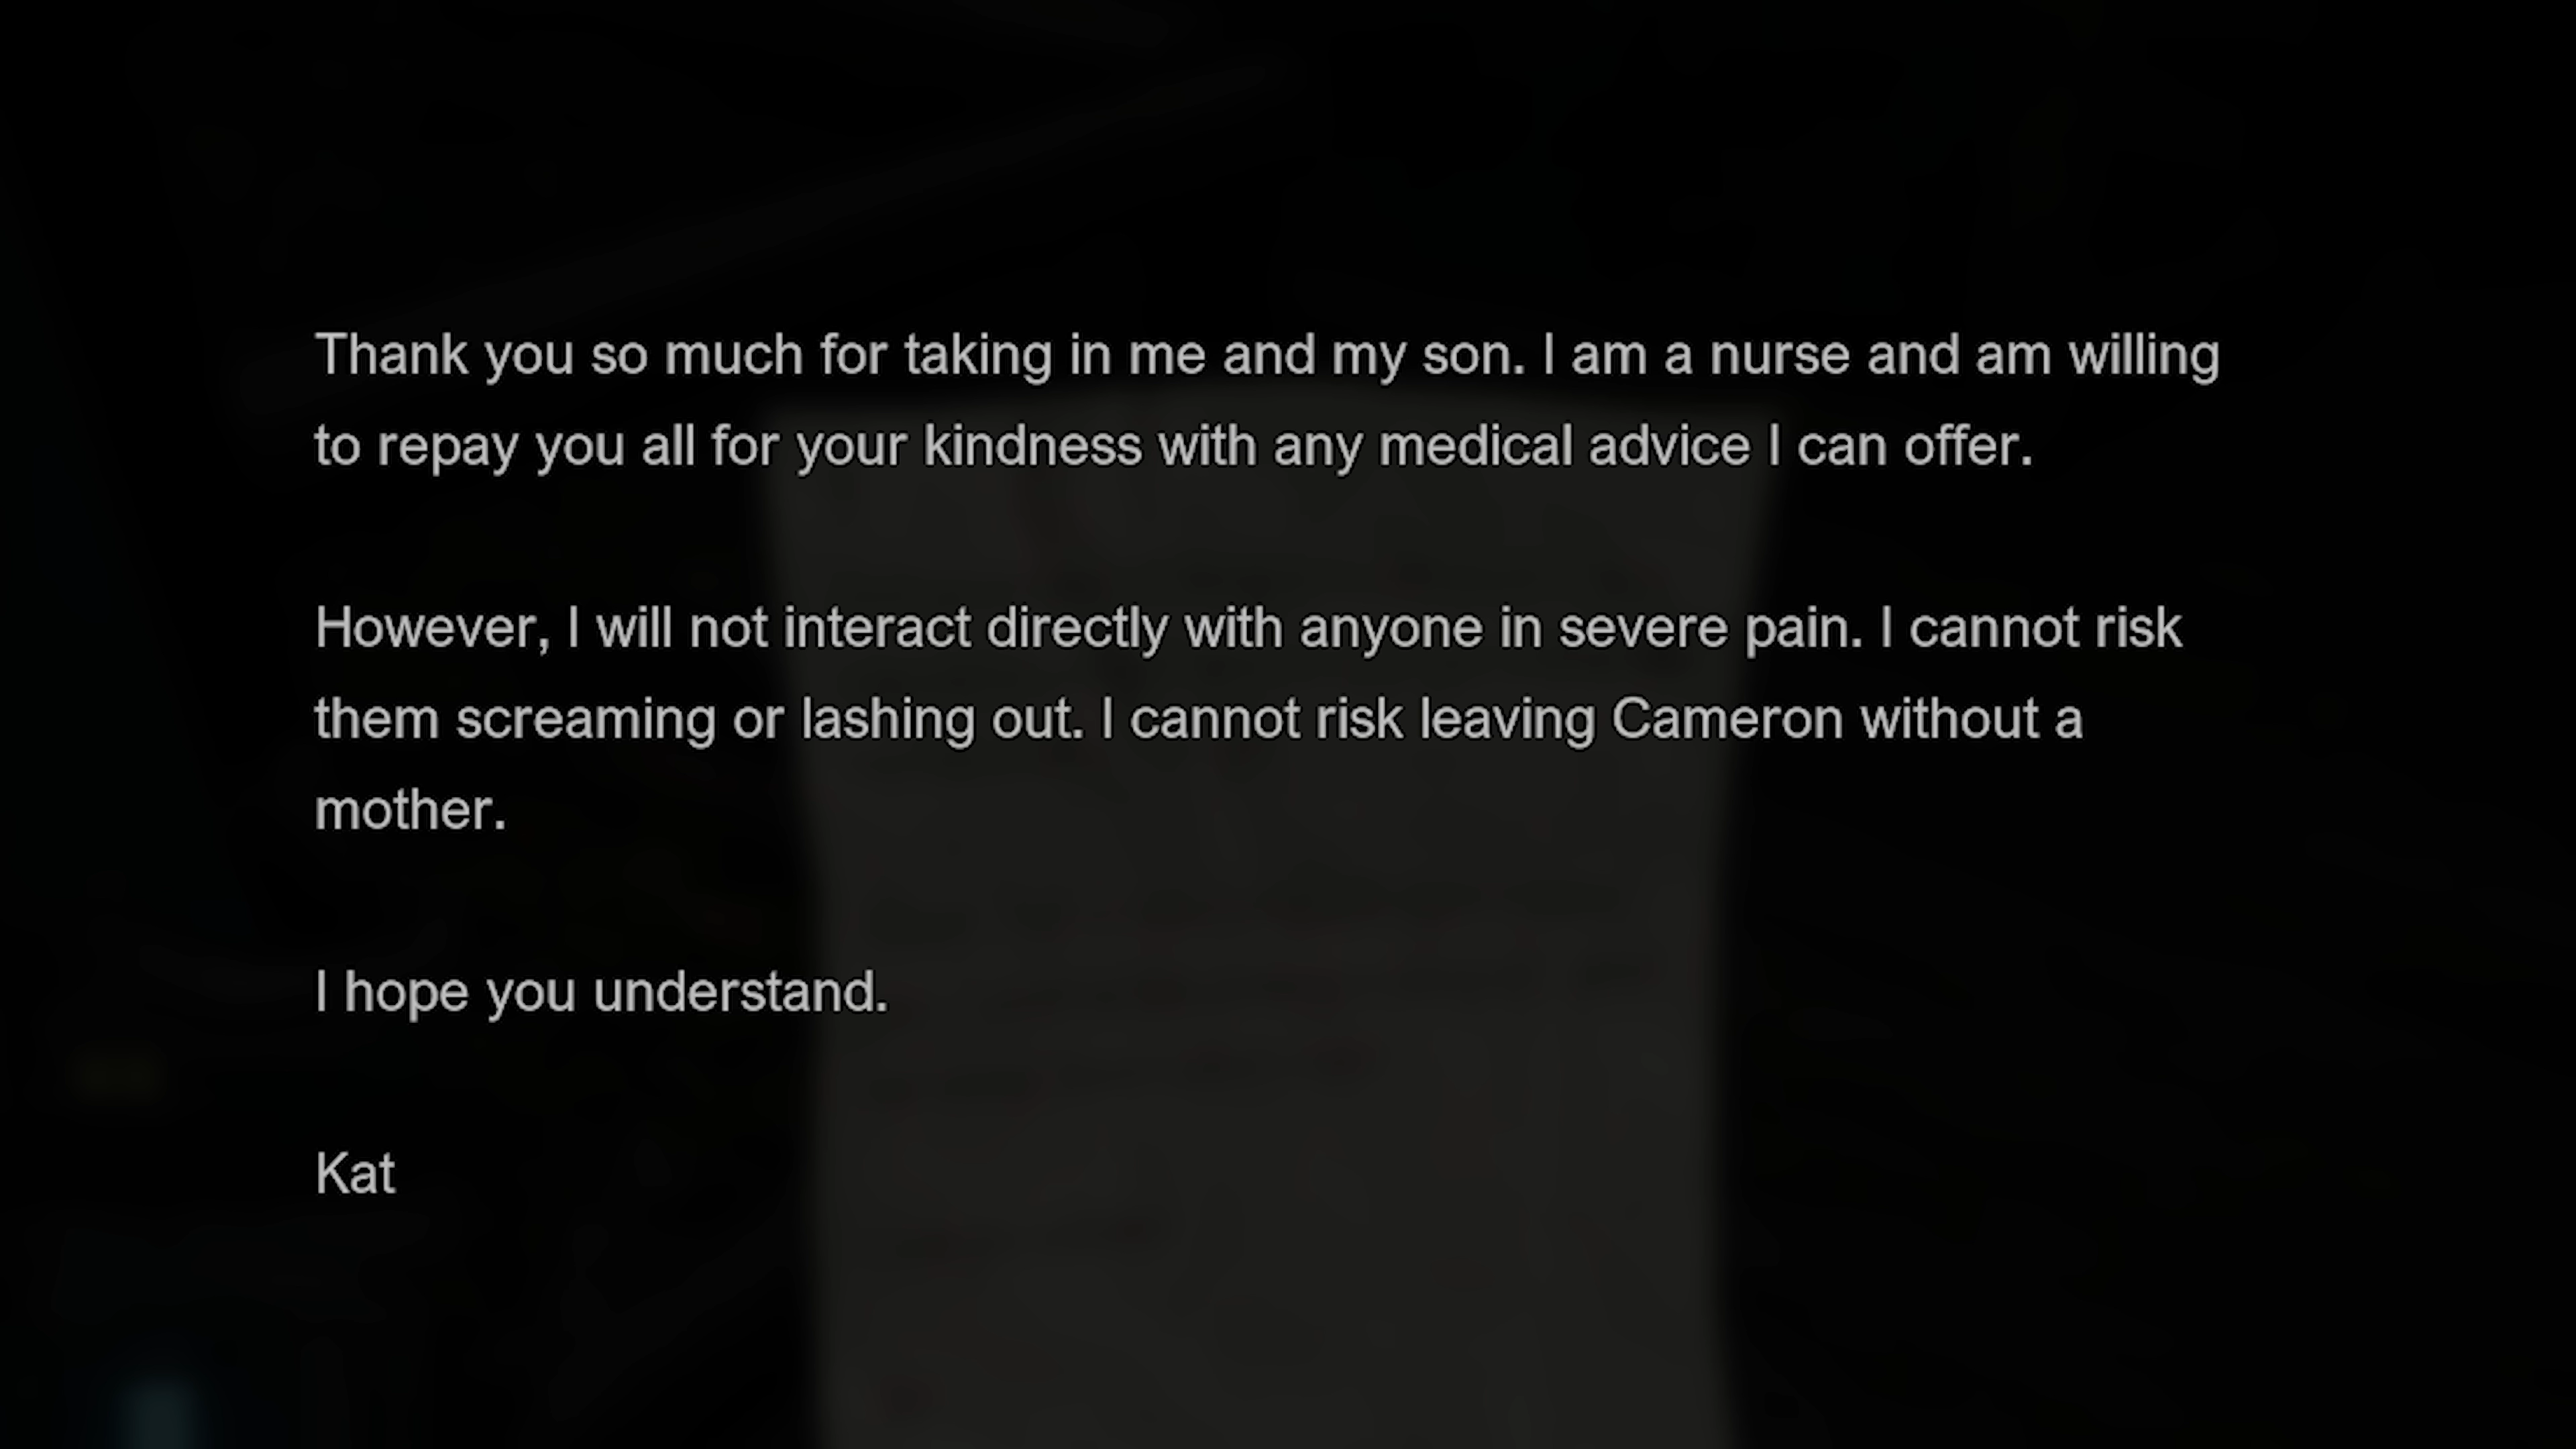 Thank you so much for taking in me and my son. I am a nurse and am willing
to repay you all for your kindness with any medical advice I can offer.
However, I will not interact directly with anyone in severe pain. I cannot risk
them screaming or lashing out. I cannot risk leaving Cameron without a
mother.
I hope you understand.
Kat